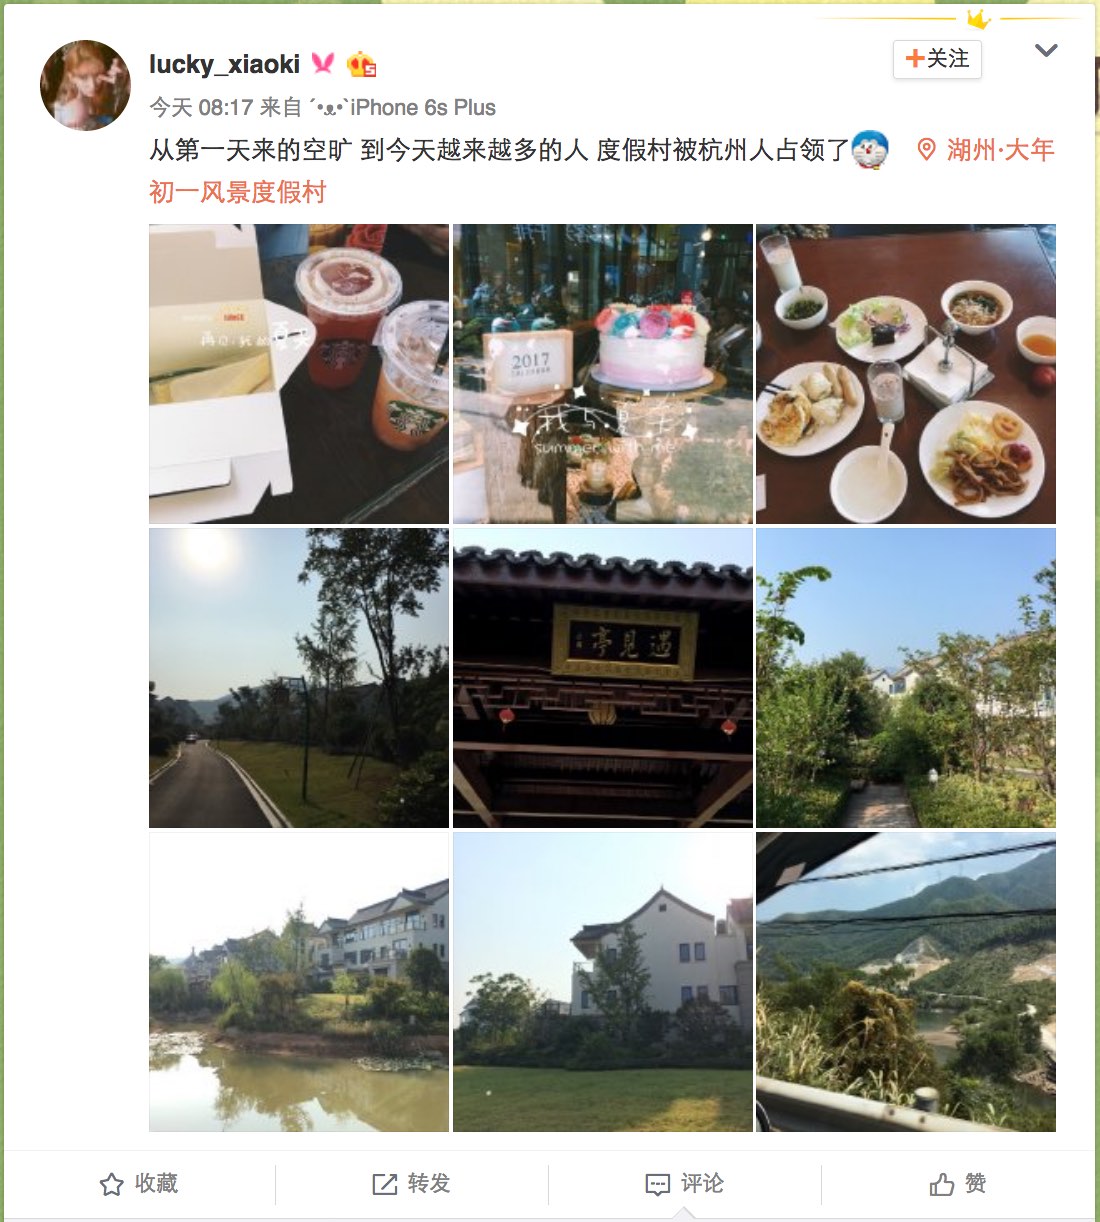 lucky_xiaoki
关注
今天 08:17 来自 ´•ﻌ•`iPhone 6s Plus
从第一天来的空旷 到今天越来越多的人 度假村被杭州人占领了 湖州·大年
初一风景度假村
再见,我的夏天
2017
我与夏天
summer with me
亭見遇
收藏
转发
评论
赞